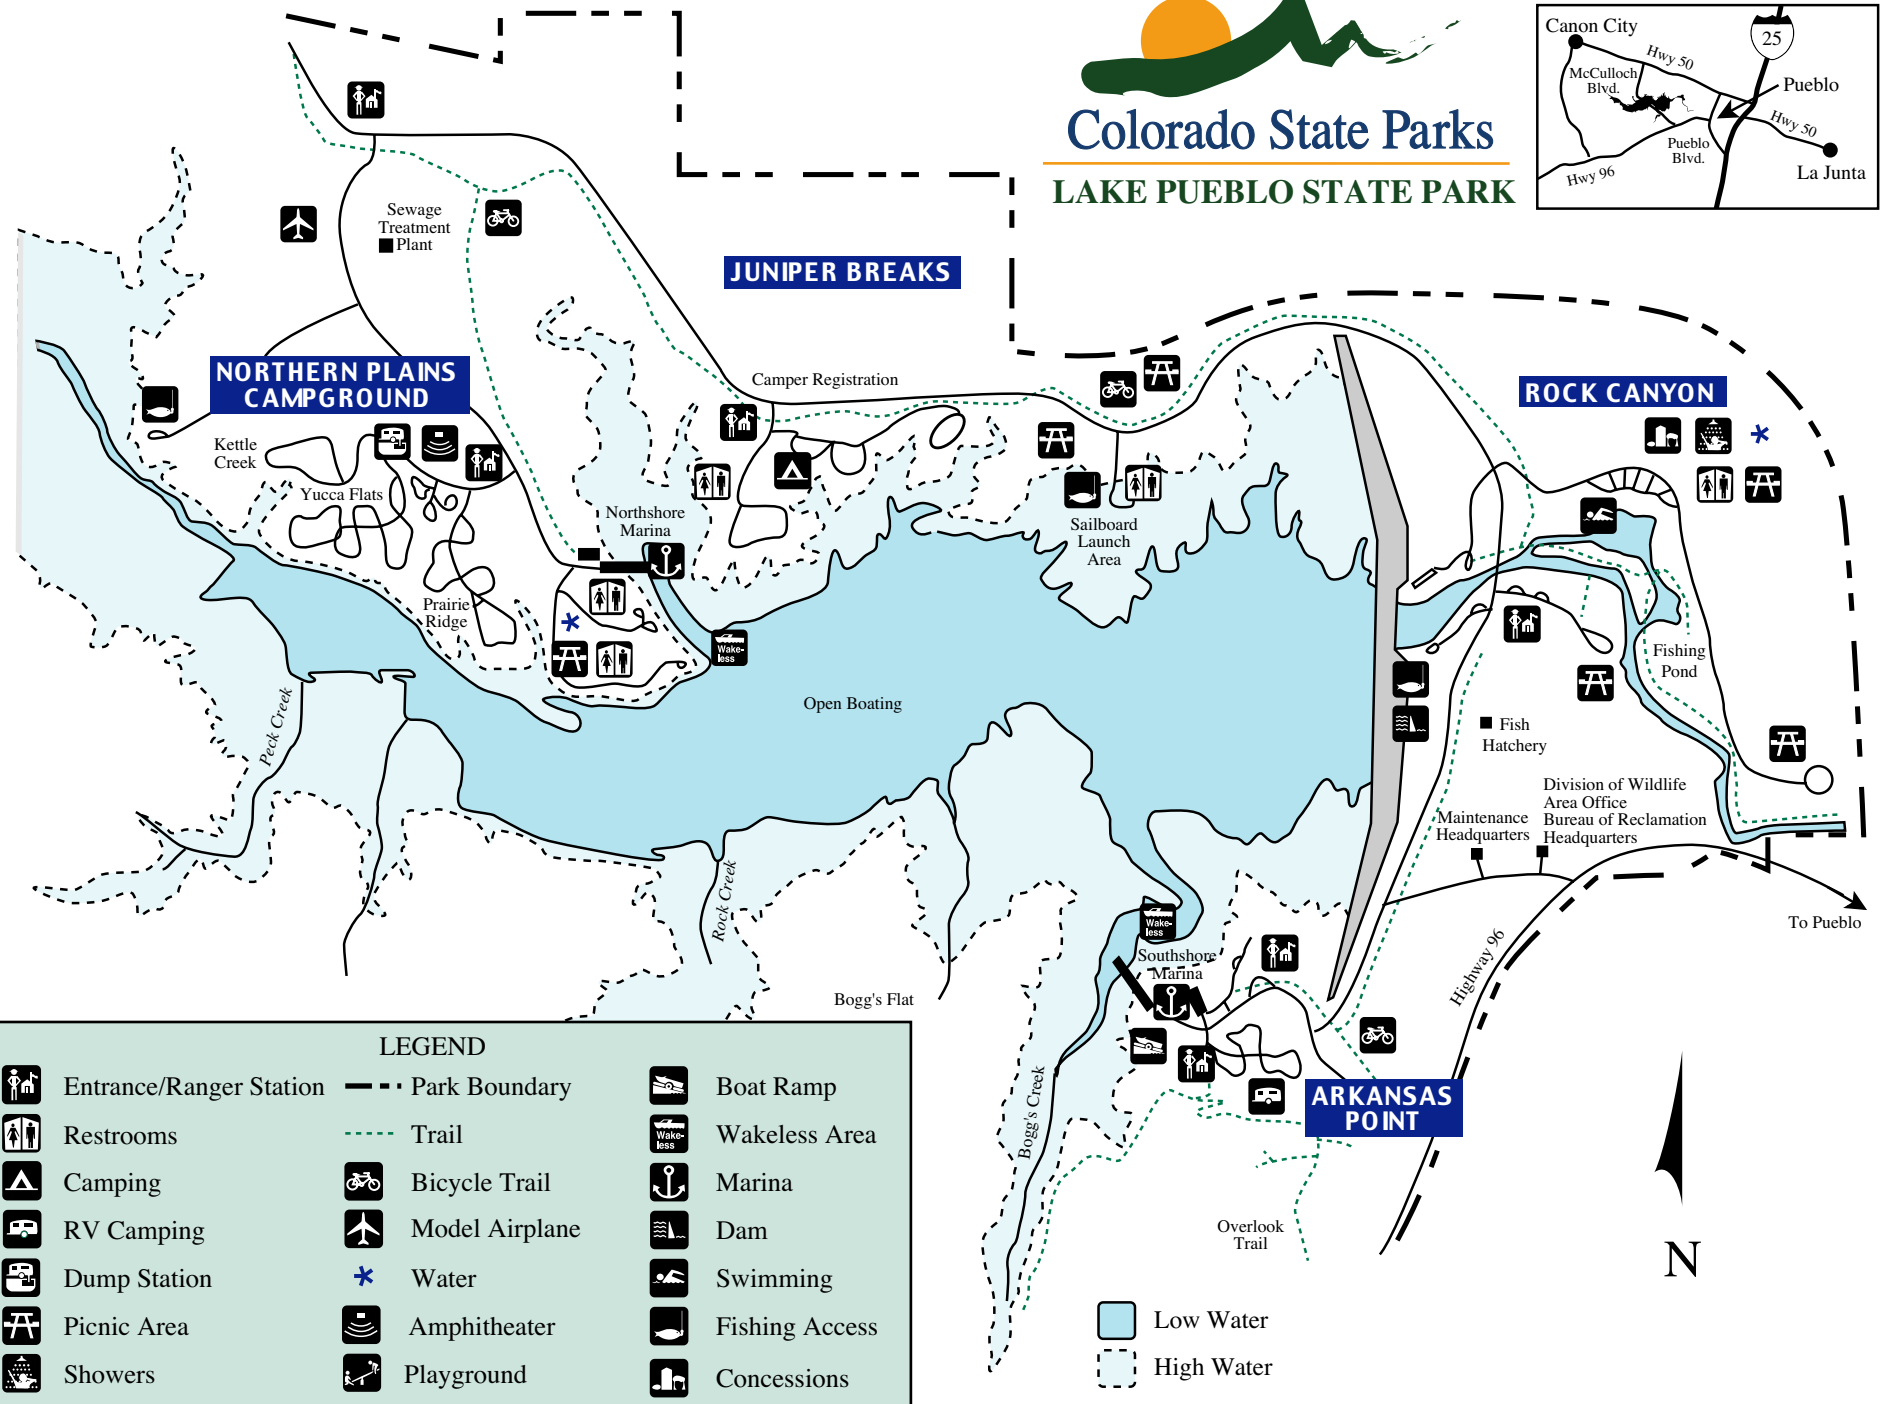 Colorado State Parks
LAKE PUEBLO STATE PARK
Canon City
25
Hwy 50
McCulloch
Blvd.
Pueblo
Hwy 50
Pueblo
Blvd.
Hwy 96
La Junta
Sewage
Treatment
Plant
JUNIPER BREAKS
NORTHERN PLAINS
CAMPGROUND
Camper Registration
ROCK CANYON
Kettle
Creek
Yucca Flats
Northshore
Marina
Sailboard
Launch
Area
Prairie
Ridge
Wake-
less
Fishing
Pond
Open Boating
Peck Creek
Fish
Hatchery
Division of Wildlife
Area Office
Bureau of Reclamation
Headquarters
Maintenance
Headquarters
Rock Creek
To Pueblo
Wake-
less
Southshore
Marina
Highway 96
Bogg's Flat
Bogg's Creek
ARKANSAS
POINT
Overlook
Trail
N
LEGEND
Entrance/Ranger Station
Restrooms
Camping
RV Camping
Dump Station
Picnic Area
Showers
Park Boundary
Trail
Bicycle Trail
Model Airplane
Water
Amphitheater
Playground
Boat Ramp
Wake-
less
Wakeless Area
Marina
Dam
Swimming
Fishing Access
Concessions
Low Water
High Water